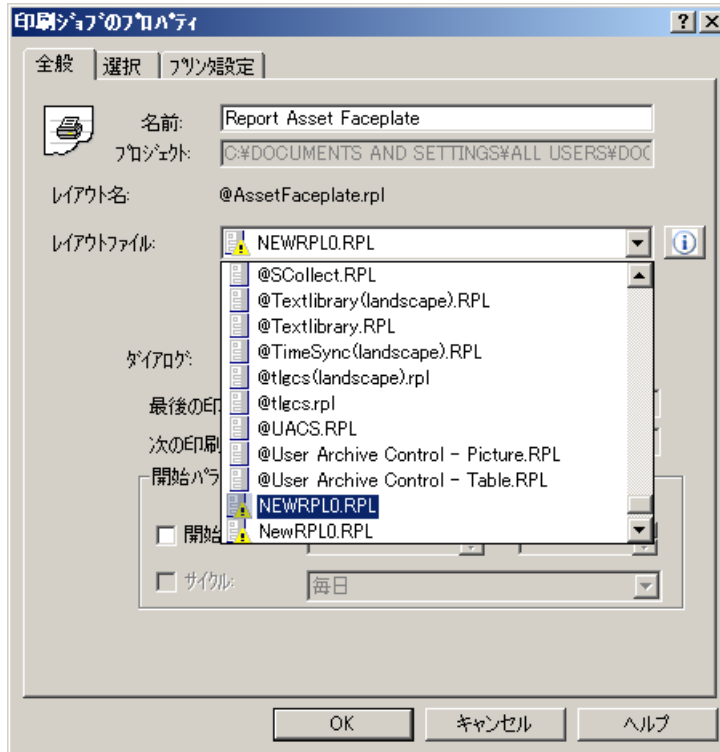 印刷ジョブのプロパティ
全般 選択 プリンタ設定
名前: Report Asset Faceplate
プロジェクト: C:¥DOCUMENTS AND SETTINGS¥ALL USERS¥DOC
レイアウト名: @AssetFaceplate.rpl
レイアウトファイル: NEWRPL0.RPL
@SCollect.RPL
@Textlibrary(landscape).RPL
@Textlibrary.RPL
@TimeSync(landscape).RPL
ダイアログ: @tlgcs(landscape).rpl
最後の印 @tlgcs.rpl
@UACS.RPL
次の印刷 @User Archive Control - Picture.RPL
開始パラ @User Archive Control - Table.RPL
NEWRPL0.RPL
開始 NewRPL0.RPL
サイクル: 毎日
OK キャンセル ヘルプ